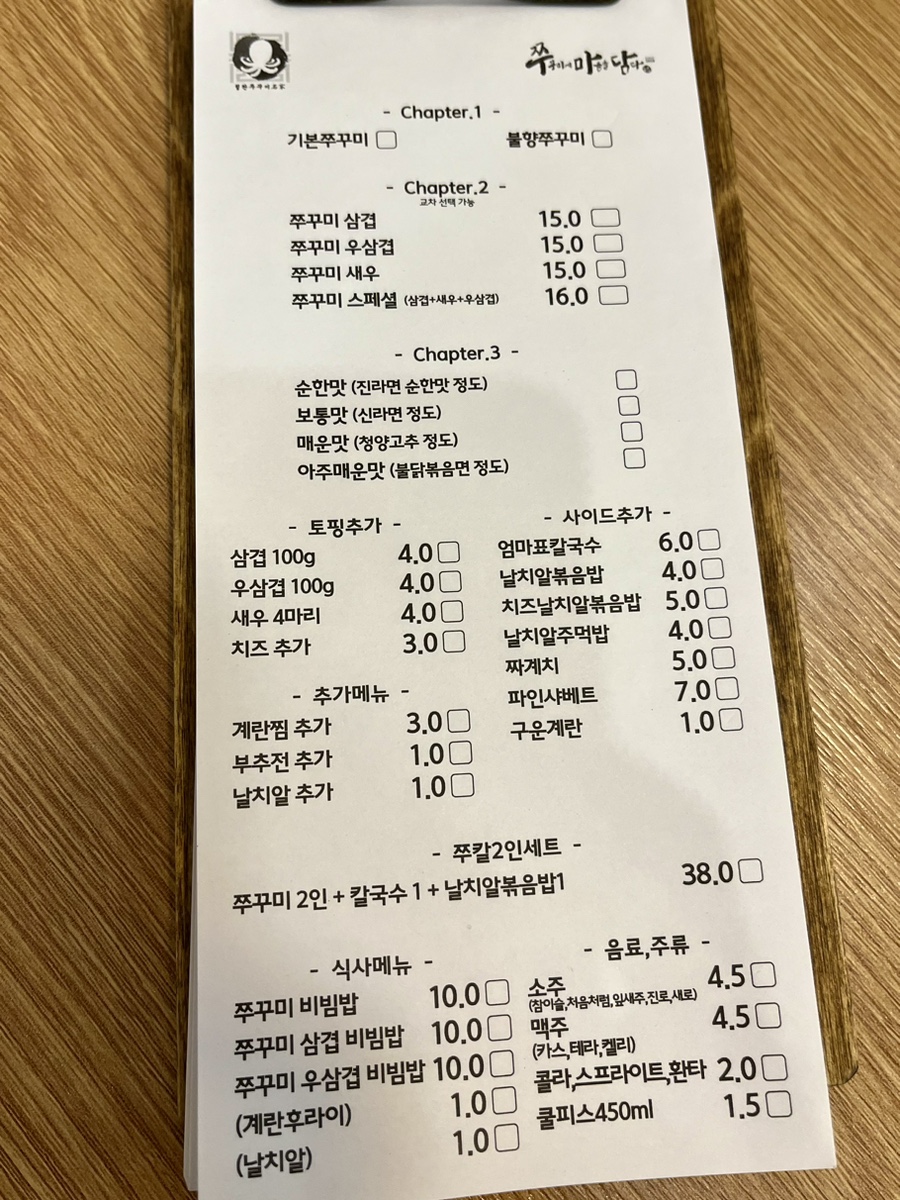 - Chapter.1 -
기본쭈꾸미
불향쭈꾸미
- Chapter.2 -
교차 선택 가능
쭈꾸미 삼겹 15.0
쭈꾸미 우삼겹 15.0
쭈꾸미 새우 15.0
쭈꾸미 스페셜 (삼겹+새우+우삼겹) 16.0
- Chapter.3 -
순한맛 (진라면 순한맛 정도)
보통맛 (신라면 정도)
매운맛 (청양고추 정도)
아주매운맛 (불닭볶음면 정도)
- 토핑추가 -
삼겹 100g 4.0
우삼겹 100g 4.0
새우 4마리 4.0
치즈 추가 3.0
- 추가메뉴 -
계란찜 추가 3.0
부추전 추가 1.0
날치알 추가 1.0
- 사이드추가 -
엄마표칼국수 6.0
날치알볶음밥 4.0
치즈날치알볶음밥 5.0
날치알주먹밥 4.0
짜계치 5.0
파인샤베트 7.0
구운계란 1.0
- 쭈칼2인세트 -
쭈꾸미 2인 + 칼국수 1 + 날치알볶음밥1 38.0
- 식사메뉴 -
쭈꾸미 비빔밥 10.0
쭈꾸미 삼겹 비빔밥 10.0
쭈꾸미 우삼겹 비빔밥 10.0
(계란후라이) 1.0
(날치알) 1.0
- 음료,주류 -
소주 4.5
(참이슬,처음처럼,잎새주,진로,새로)
맥주 4.5
(카스,테라,켈리)
콜라,스프라이트,환타 2.0
쿨피스450ml 1.5